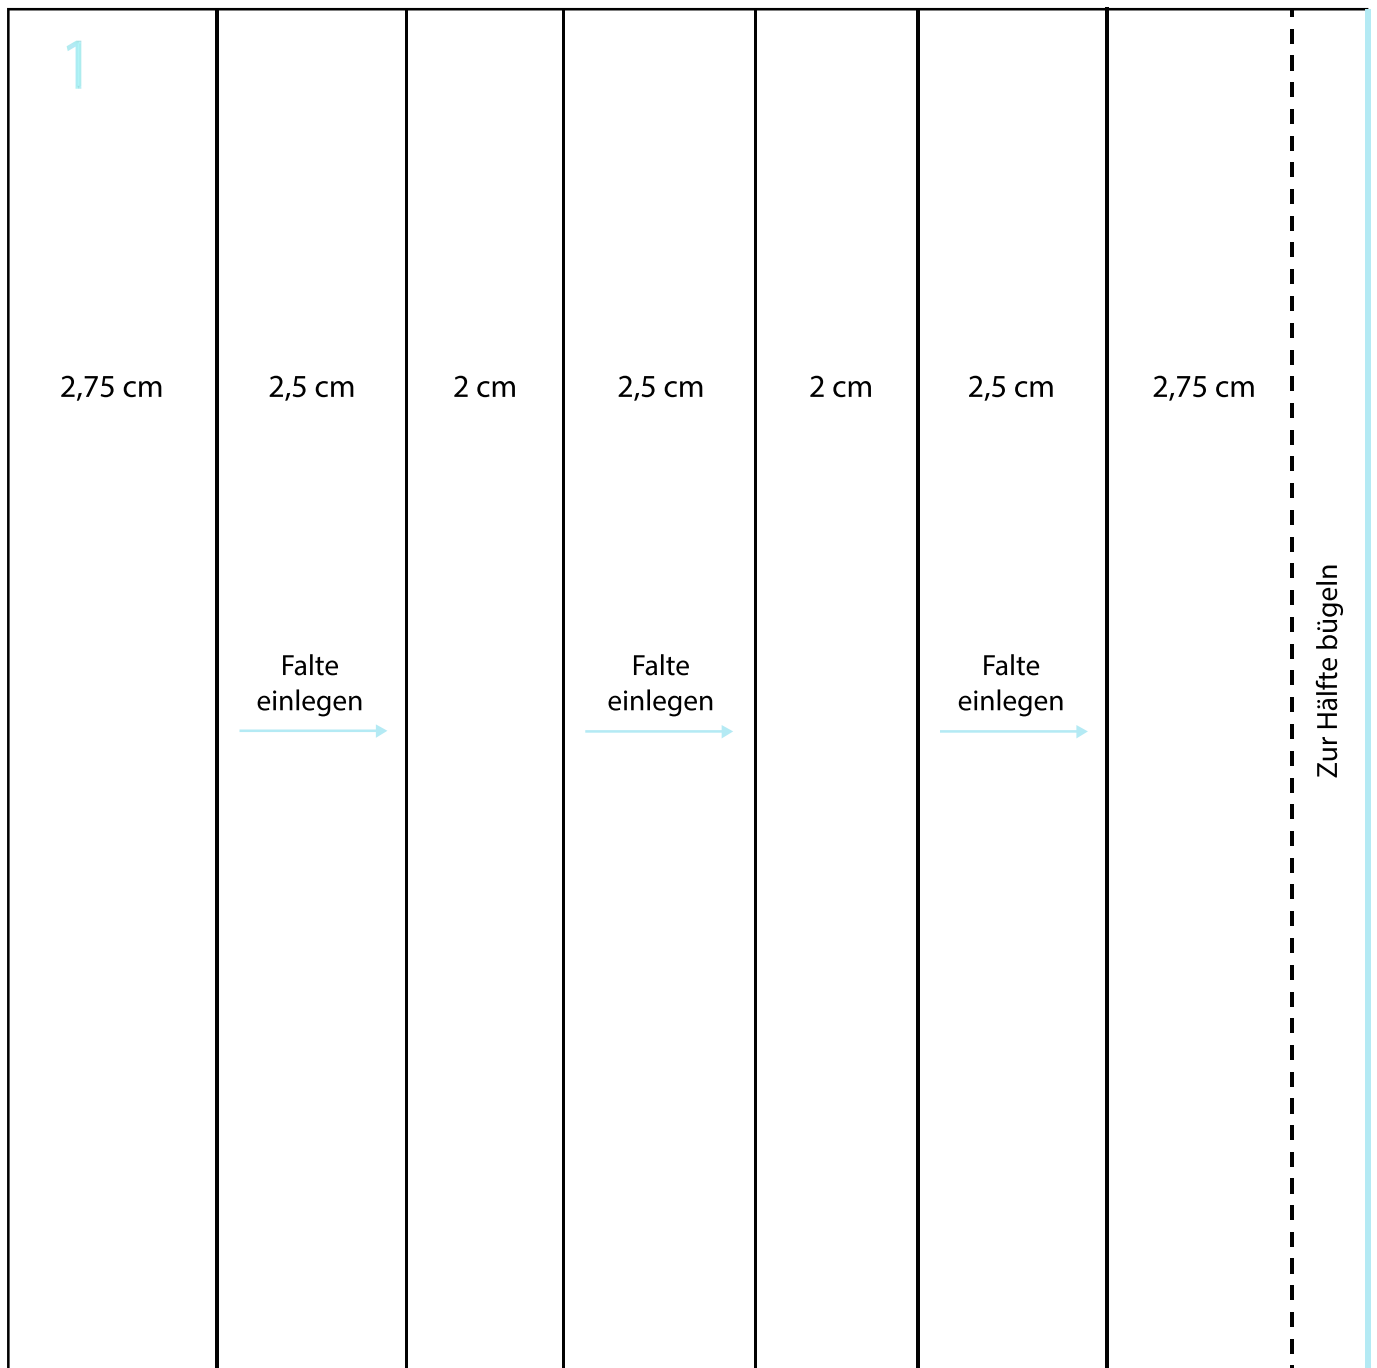 1
2,75 cm
2,5 cm
2 cm
2,5 cm
2 cm
2,5 cm
2,75 cm
Falte
einlegen
Falte
einlegen
Falte
einlegen
Zur Hälfte bügeln